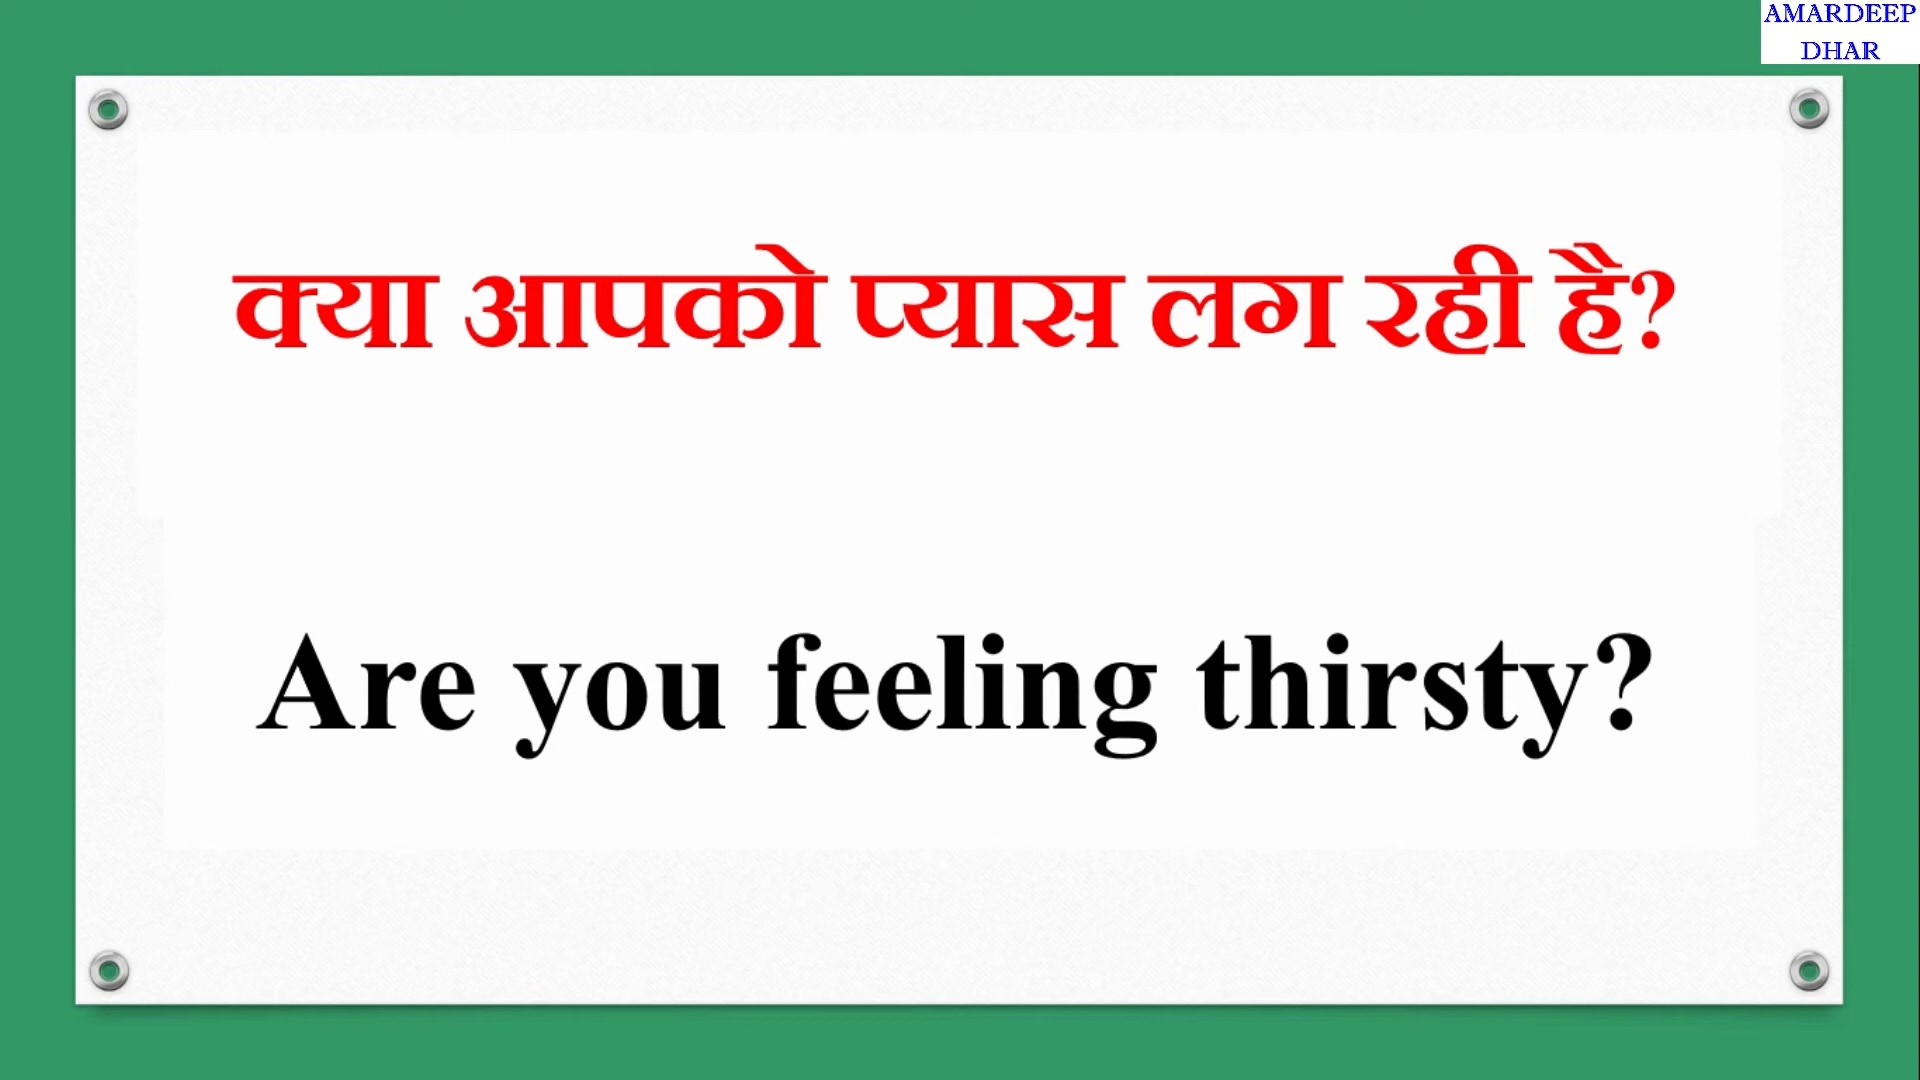 AMARDEEP
DHAR
क्या आपको प्यास लग रही है?
Are you feeling thirsty?